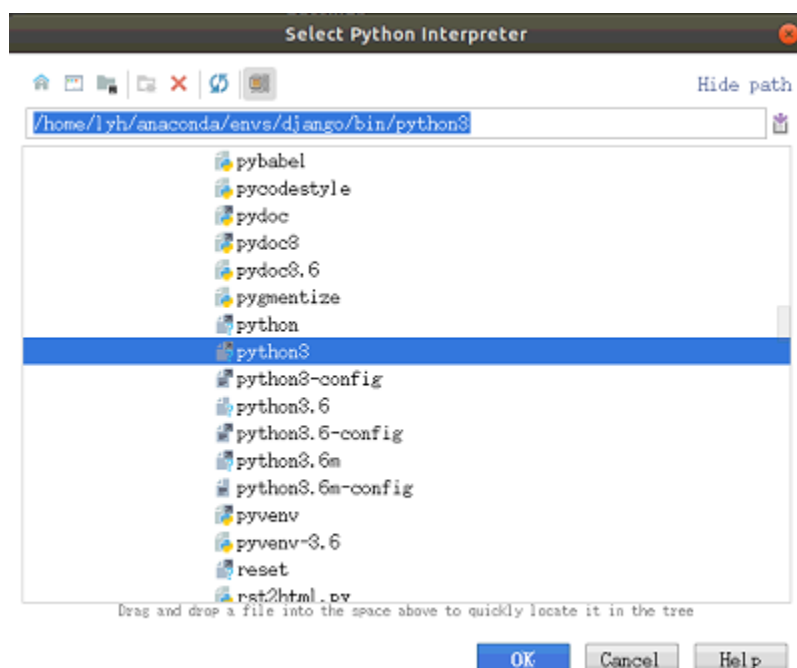 Select Python Interpreter
Hide path
/home/lyh/anaconda/envs/django/bin/python3
pybabel
pycodestyle
pydoc
pydoc3
pydoc3.6
pygmentize
python
python3
python3-config
python3.6
python3.6-config
python3.6m
python3.6m-config
pyvenv
pyvenv-3.6
reset
rst2html.py
Drag and drop a file into the space above to quickly locate it in the tree
OK Cancel Help